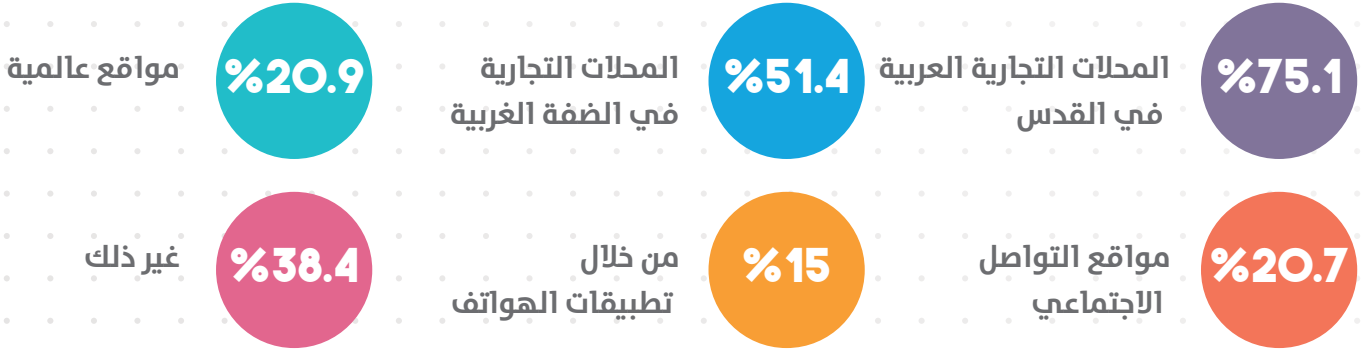 %75.1
المحلات التجارية العربية
في القدس
%51.4
المحلات التجارية
في الضفة الغربية
%20.9
مواقع عالمية
%20.7
مواقع التواصل
الاجتماعي
%15
من خلال
تطبيقات الهواتف
%38.4
غير ذلك